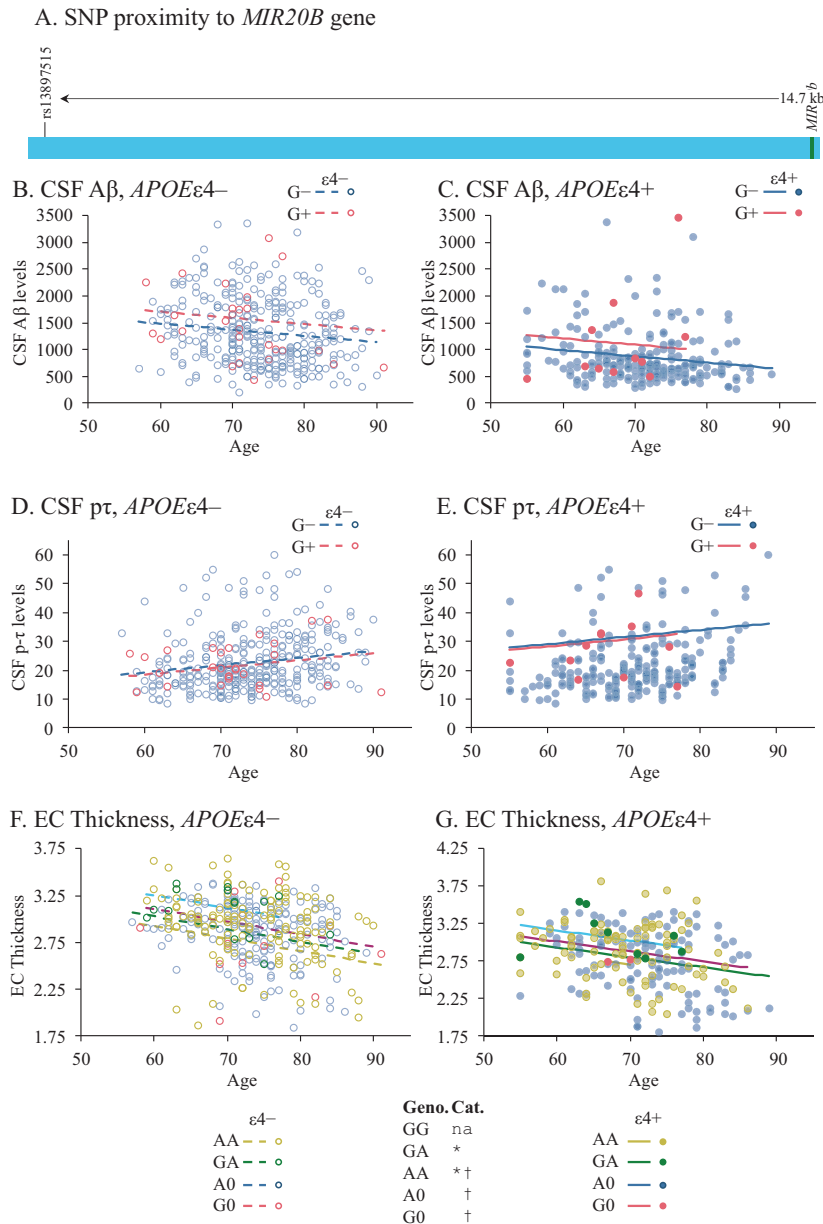 A. SNP proximity to MIR20B gene
rs13897515
14.7 kb
B. CSF Aβ, APOEε4−
ε4−
G−
G+
CSF Aβ levels
3500
3000
2500
2000
1500
1000
500
0
50 60 70 80 90
Age
C. CSF Aβ, APOEε4+
ε4+
G−
G+
CSF Aβ levels
3500
3000
2500
2000
1500
1000
500
0
50 60 70 80 90
Age
D. CSF pτ, APOEε4−
ε4−
G−
G+
CSF p-τ levels
60
50
40
30
20
10
0
50 60 70 80 90
Age
E. CSF pτ, APOEε4+
ε4+
G−
G+
CSF p-τ levels
60
50
40
30
20
10
0
50 60 70 80 90
Age
F. EC Thickness, APOEε4−
EC Thickness
3.75
3.25
2.75
2.25
1.75
50 60 70 80 90
Age
G. EC Thickness, APOEε4+
EC Thickness
4.25
3.75
3.25
2.75
2.25
1.75
50 60 70 80 90
Age
ε4−
AA
GA
A0
G0
Geno. Cat.
GG na
GA *
AA *†
A0 †
G0 †
ε4+
AA
GA
A0
G0